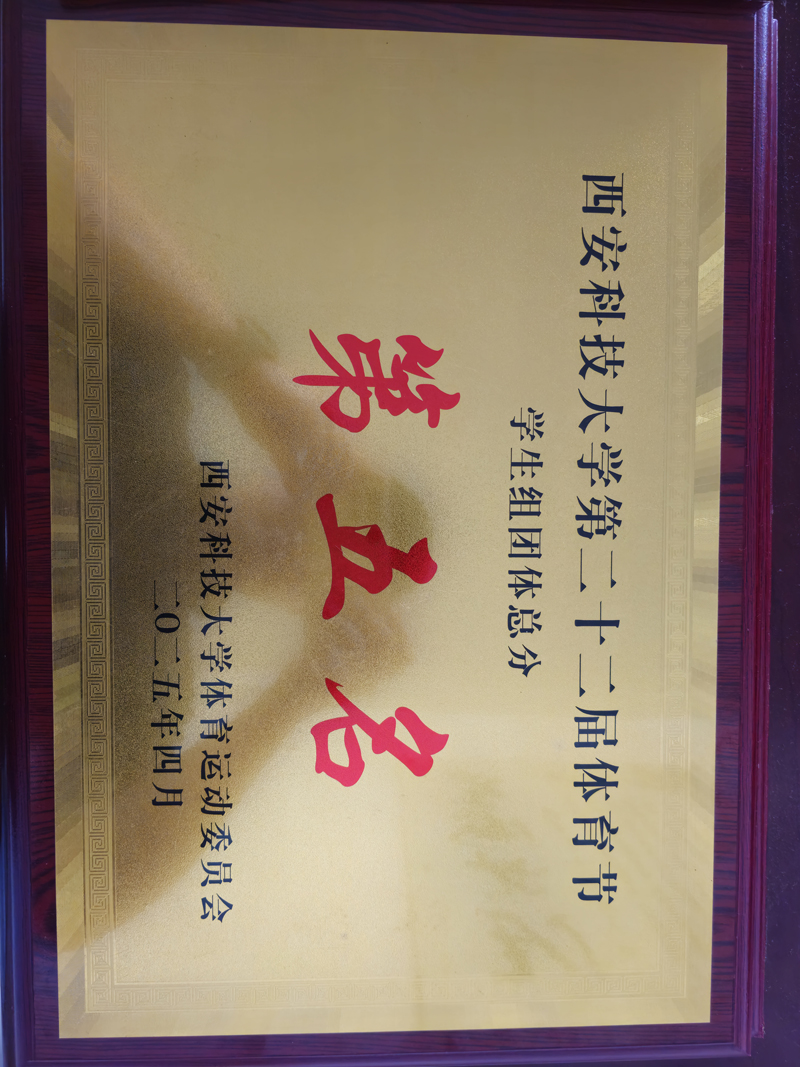 西安科技大学第二十二届体育节
学生组团体总分
第五名
西安科技大学体育运动委员会
二〇二五年四月